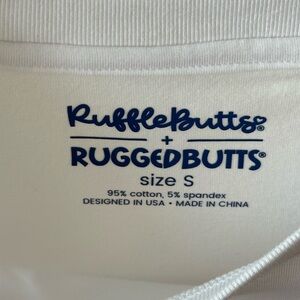 RuffleButts®
+
RUGGEDBUTTS®
size S
95% cotton, 5% spandex
DESIGNED IN USA • MADE IN CHINA